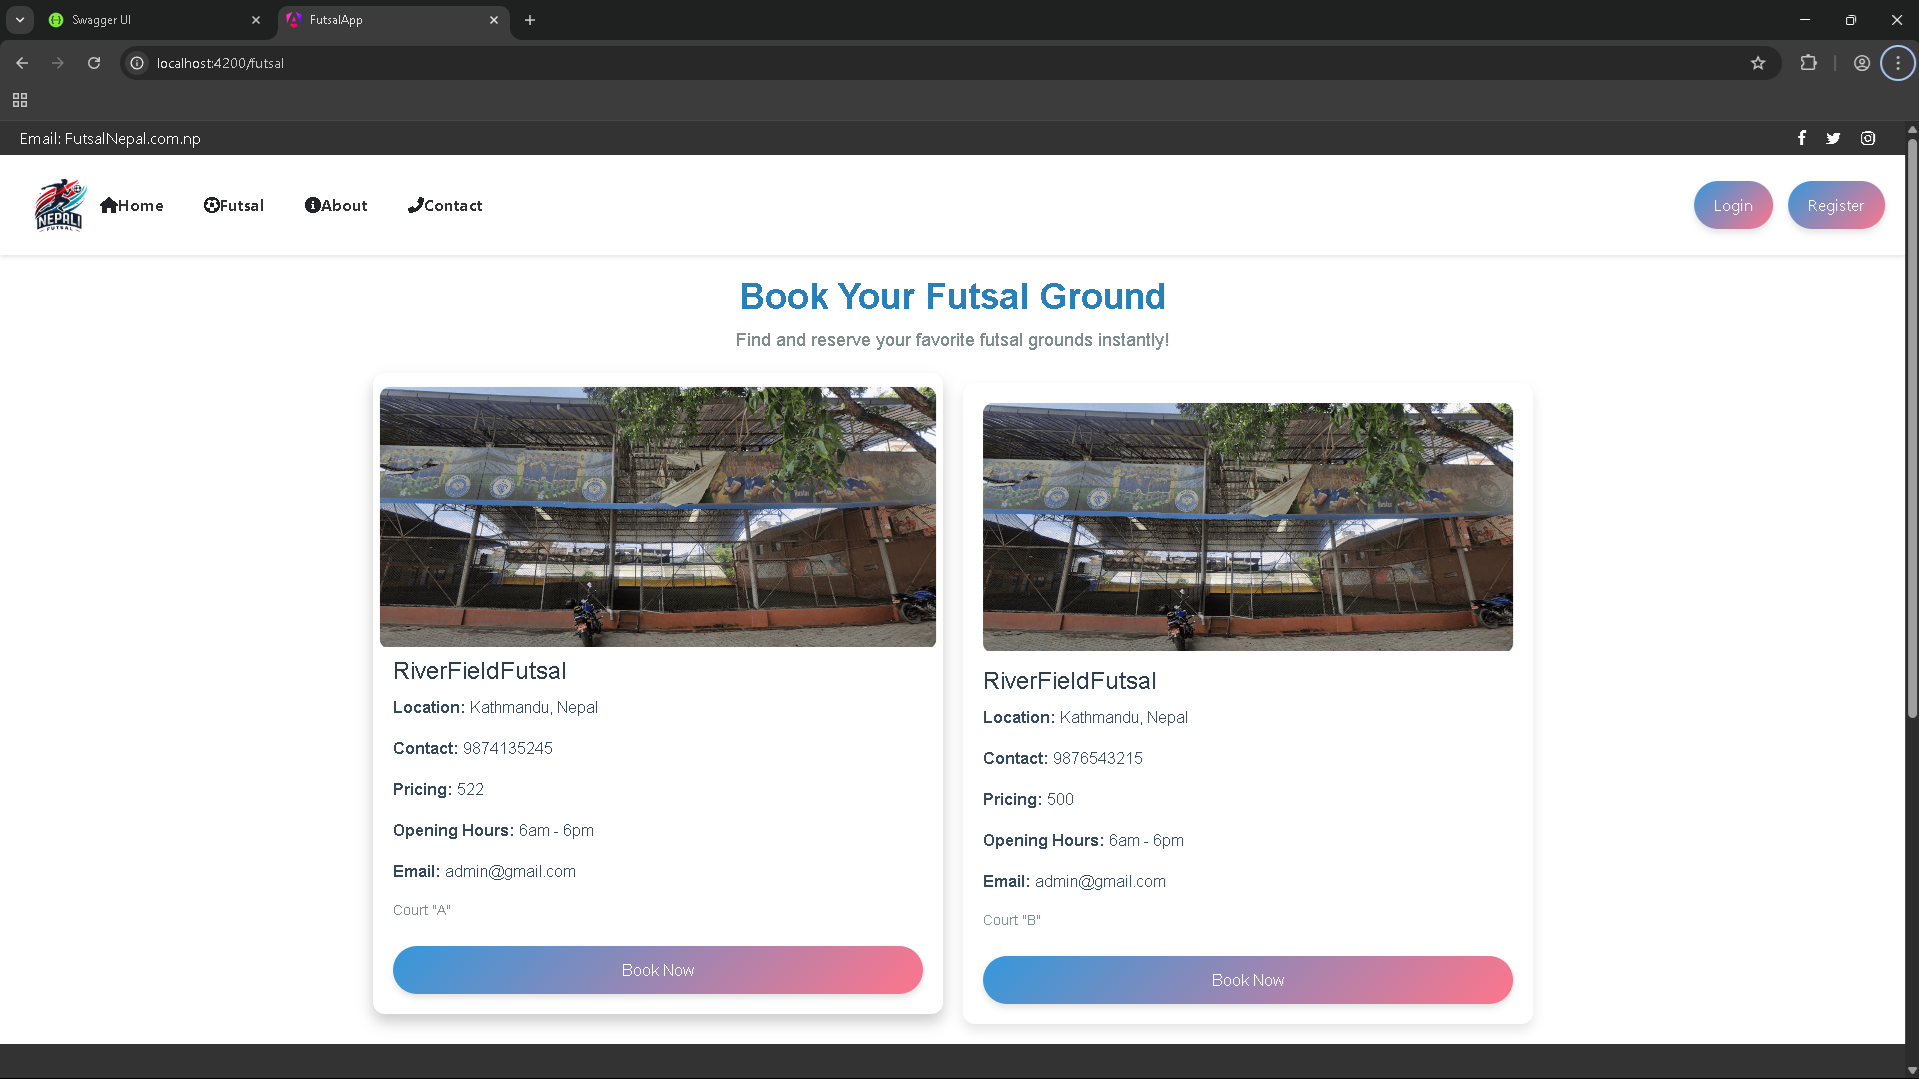 Swagger UI
FutsalApp
localhost:4200/futsal
Email: FutsalNepal.com.np
NEPALI
FUTSAL
Home
Futsal
About
Contact
Login
Register
Book Your Futsal Ground
Find and reserve your favorite futsal grounds instantly!
RiverFieldFutsal
Location: Kathmandu, Nepal
Contact: 9874135245
Pricing: 522
Opening Hours: 6am - 6pm
Email: admin@gmail.com
Court "A"
Book Now
RiverFieldFutsal
Location: Kathmandu, Nepal
Contact: 9876543215
Pricing: 500
Opening Hours: 6am - 6pm
Email: admin@gmail.com
Court "B"
Book Now